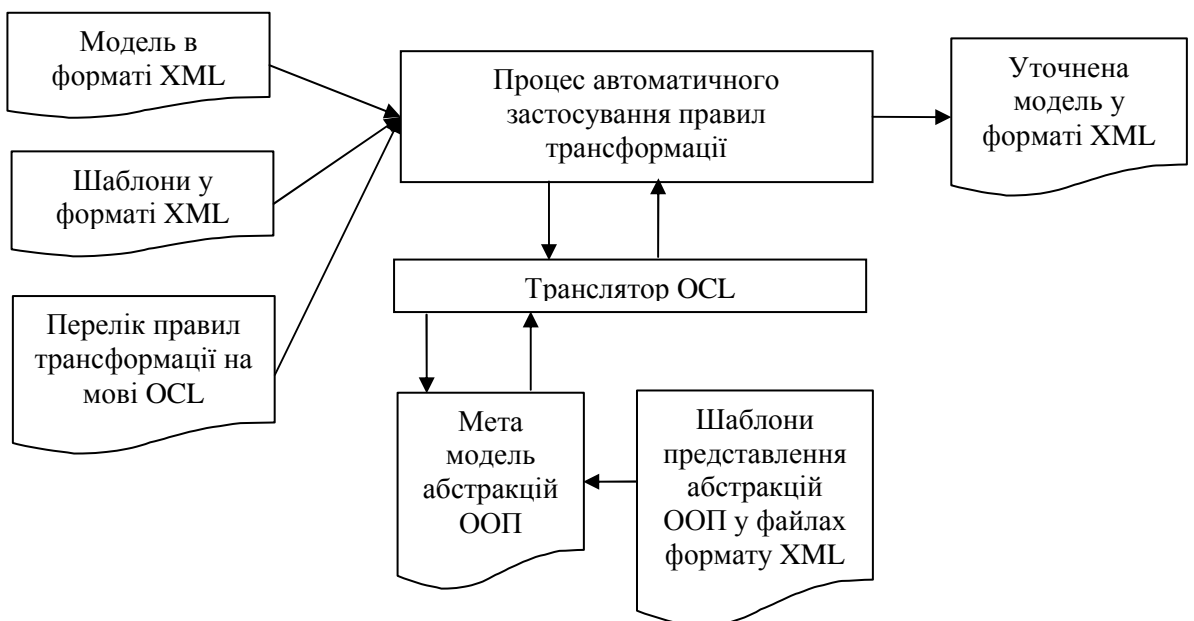 Модель в
форматі XML
Процес автоматичного
застосування правил
трансформації
Уточнена
модель у
форматі XML
Шаблони у
форматі XML
Транслятор OCL
Перелік правил
трансформації на
мові OCL
Мета
модель
абстракцій
ООП
Шаблони
представлення
абстракцій
ООП у файлах
формату XML